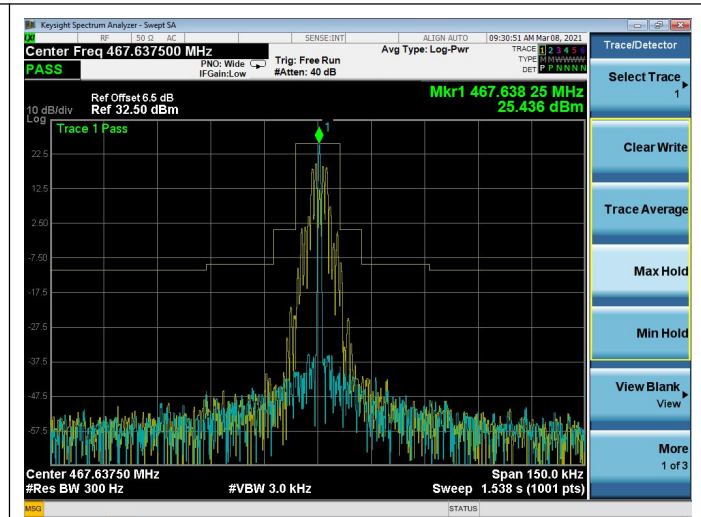 Keysight Spectrum Analyzer - Swept SA
RF 50 Ω AC SENSE:INT ALIGN AUTO 09:30:51 AM Mar 08, 2021
Center Freq 467.637500 MHz
PASS
PNO: Wide
IFGain:Low
Trig: Free Run
#Atten: 40 dB
Avg Type: Log-Pwr
TRACE 1 2 3 4 5 6
TYPE M M W W W W
DET P P N N N N
Ref Offset 6.5 dB
10 dB/div Ref 32.50 dBm
Log
Mkr1 467.638 25 MHz
25.436 dBm
Trace 1 Pass
1
22.5
12.5
2.50
-7.50
-17.5
-27.5
-37.5
-47.5
-57.5
Center 467.63750 MHz Span 150.0 kHz
#Res BW 300 Hz #VBW 3.0 kHz Sweep 1.538 s (1001 pts)
MSG STATUS
Trace/Detector
Select Trace
1
Clear Write
Trace Average
Max Hold
Min Hold
View Blank
View
More
1 of 3